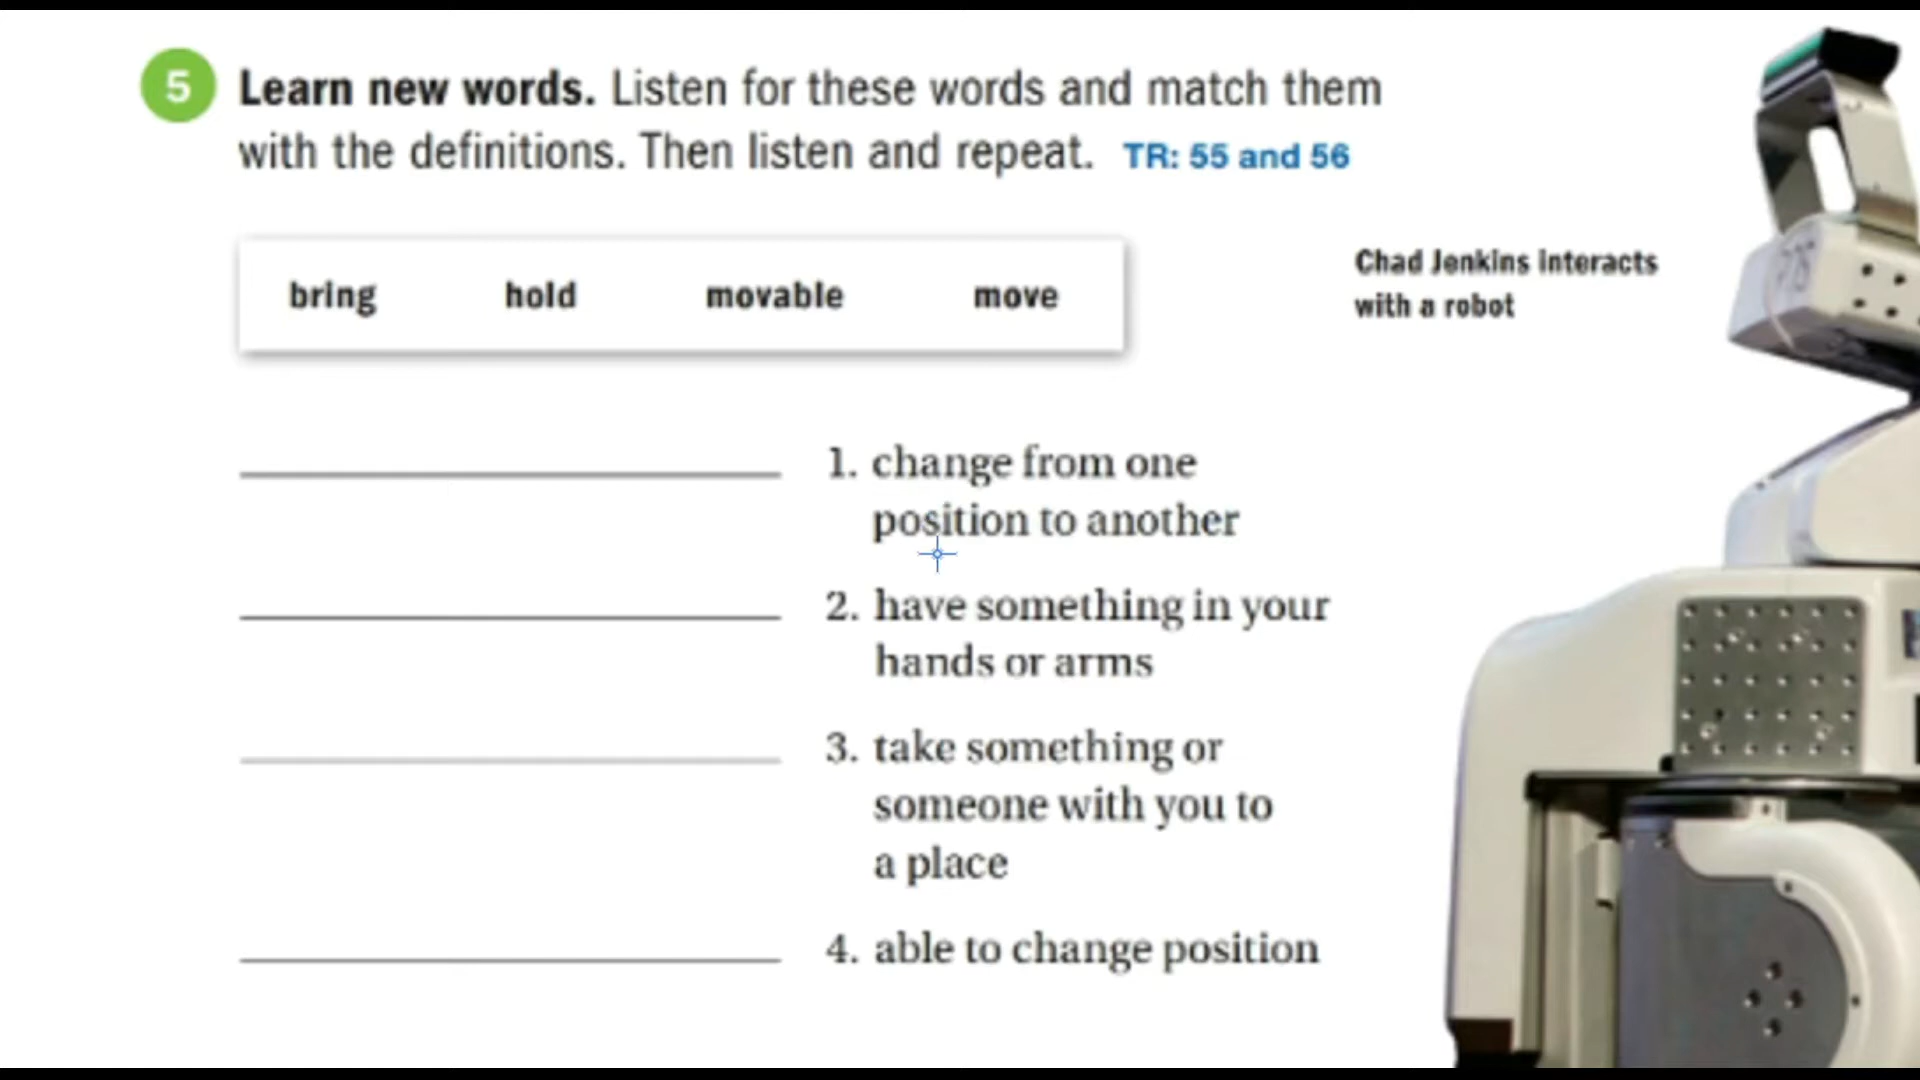 5
Learn new words. Listen for these words and match them
with the definitions. Then listen and repeat. TR: 55 and 56
bring hold movable move
Chad Jenkins interacts
with a robot
1. change from one
position to another
2. have something in your
hands or arms
3. take something or
someone with you to
a place
4. able to change position